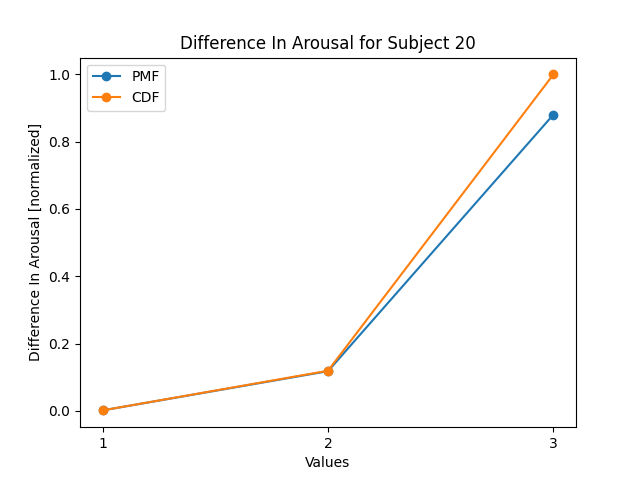 Difference In Arousal for Subject 20
PMF
CDF
Difference In Arousal [normalized]
1.0
0.8
0.6
0.4
0.2
0.0
1 2 3
Values